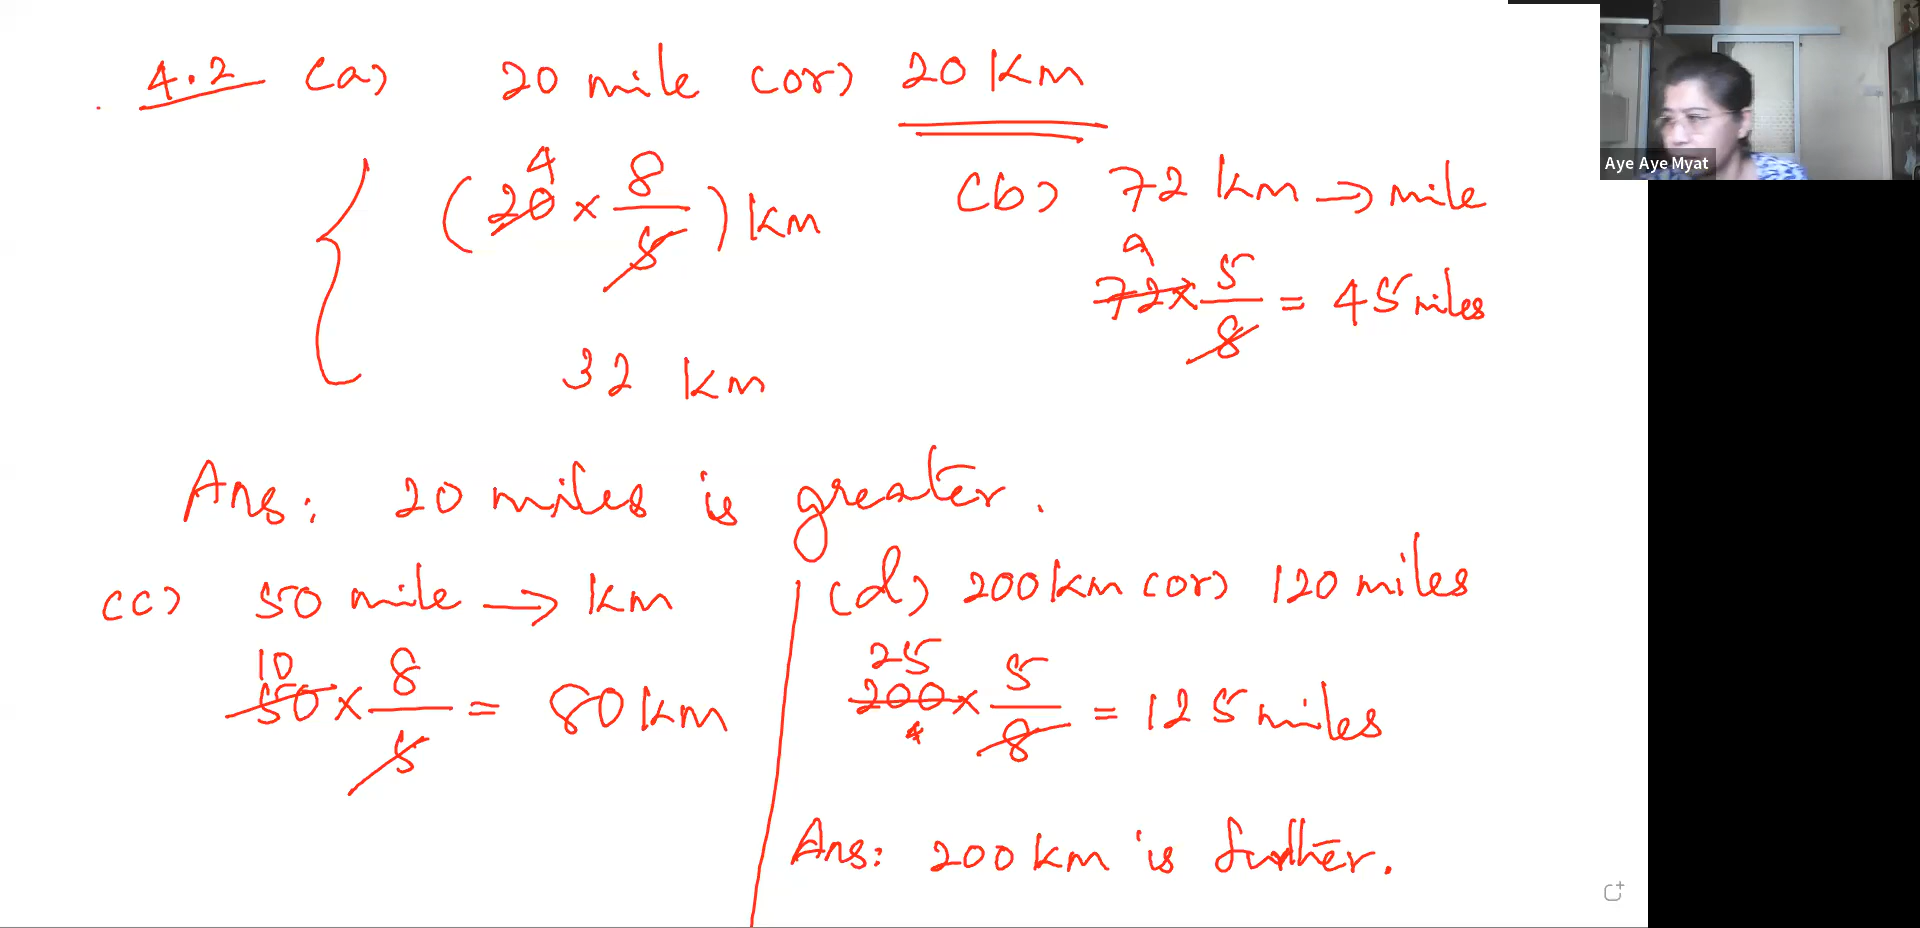 4.2 (a) 20 mile (or) 20 km
(20 × 8/5) km
4
32 km
(b) 72 km → mile
9
72 × 5/8 = 45 miles
Ans: 20 miles is greater.
(c) 50 mile → km
10
50 × 8/5 = 80 km
(d) 200 km (or) 120 miles
25
200 × 5/8 = 125 miles
Ans: 200 km is further.
Aye Aye Myat